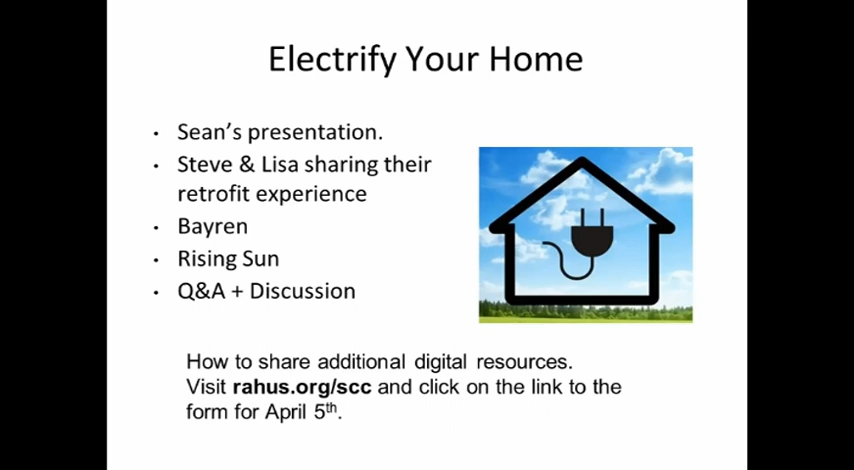 Electrify Your Home
• Sean’s presentation.
• Steve & Lisa sharing their
retrofit experience
• Bayren
• Rising Sun
• Q&A + Discussion
How to share additional digital resources.
Visit rahus.org/scc and click on the link to the
form for April 5th.